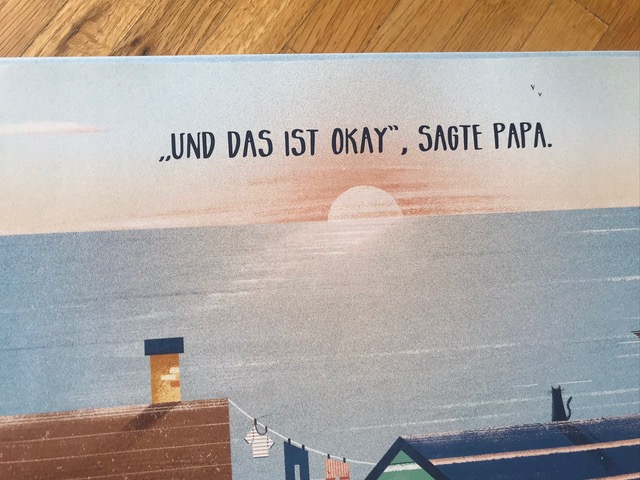 „UND DAS IST OKAY“, SAGTE PAPA.